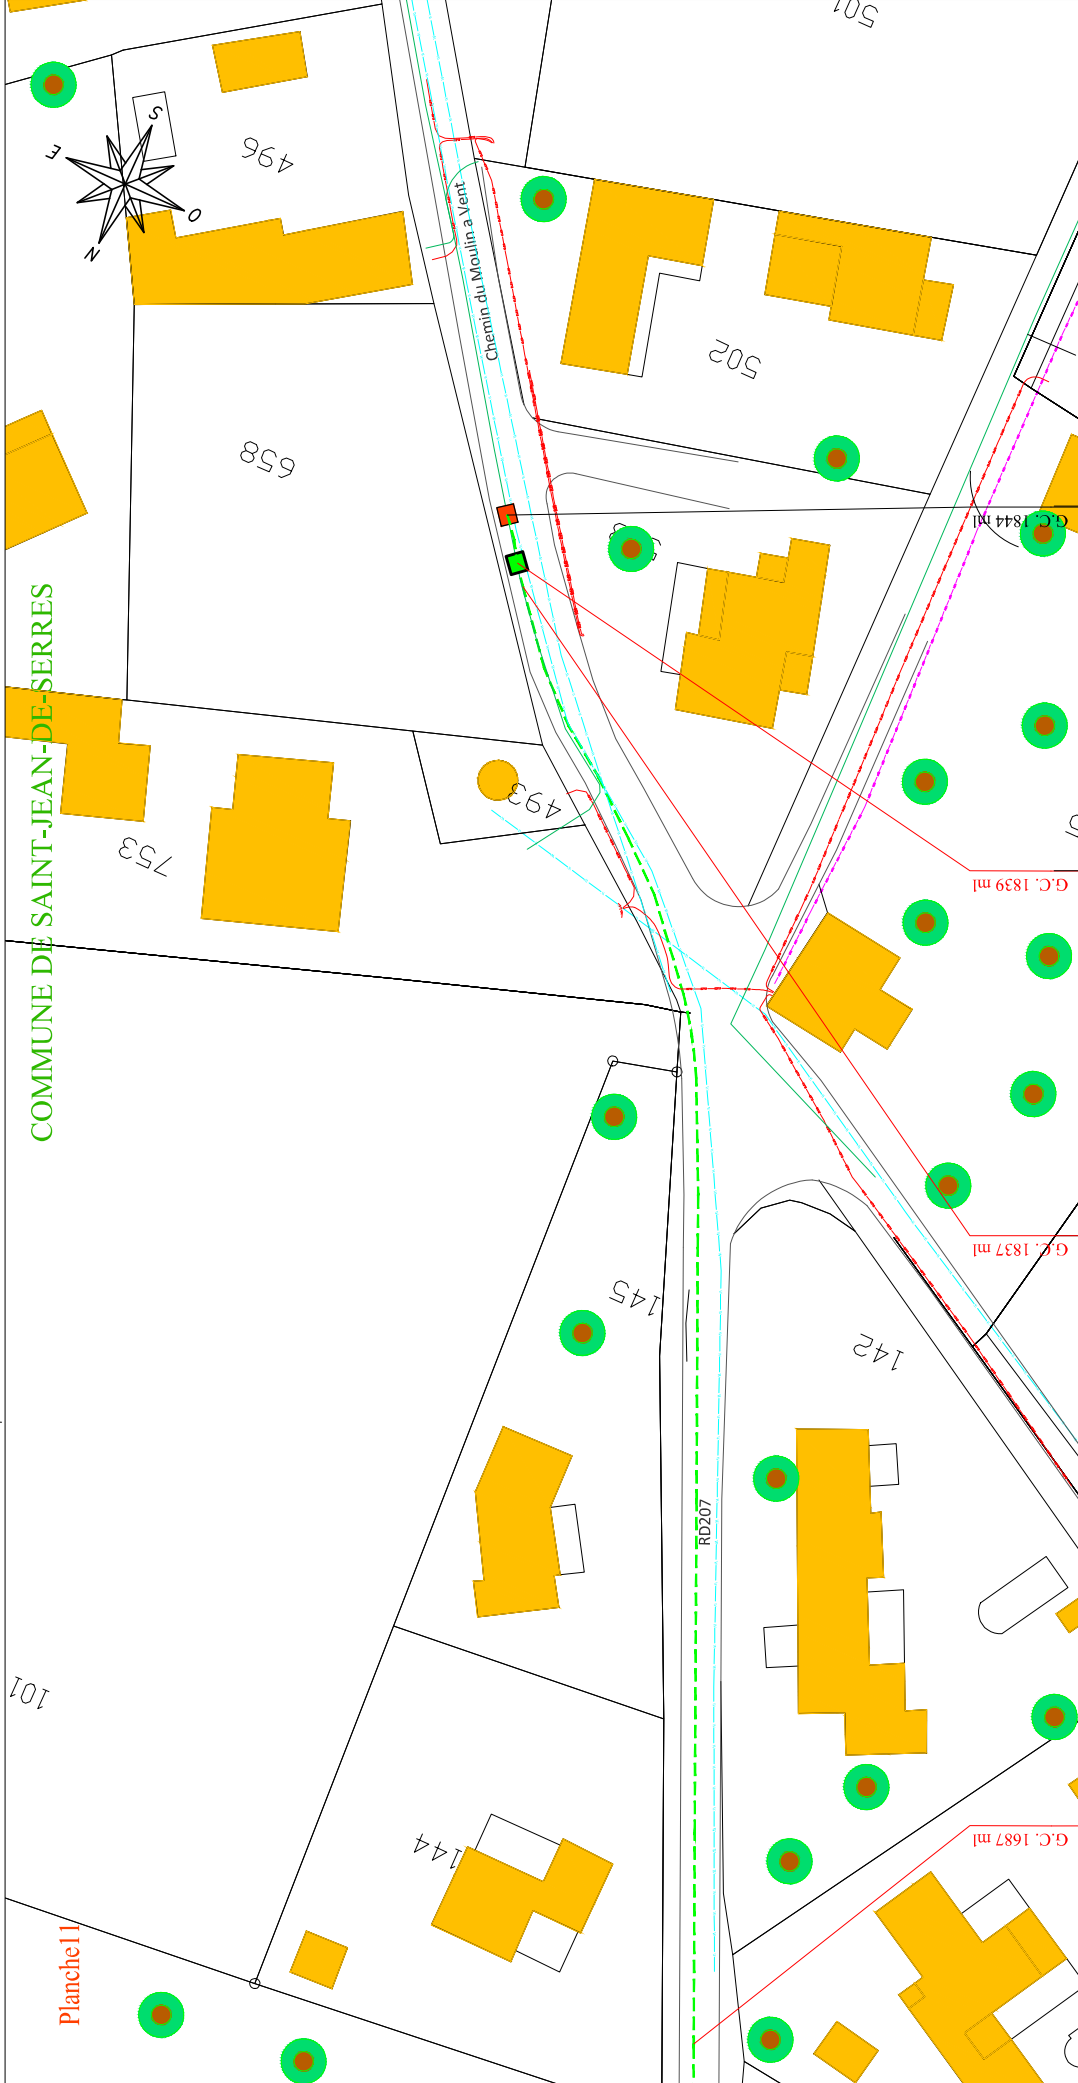 501
S
E
496
O
N
Chemin du Moulin a Vent
502
658
G.C. 1844 ml
COMMUNE DE SAINT-JEAN-DE-SERRES
493
753
G.C. 1839 ml
G.C. 1837 ml
145
142
RD207
101
G.C. 1687 ml
144
Planche11